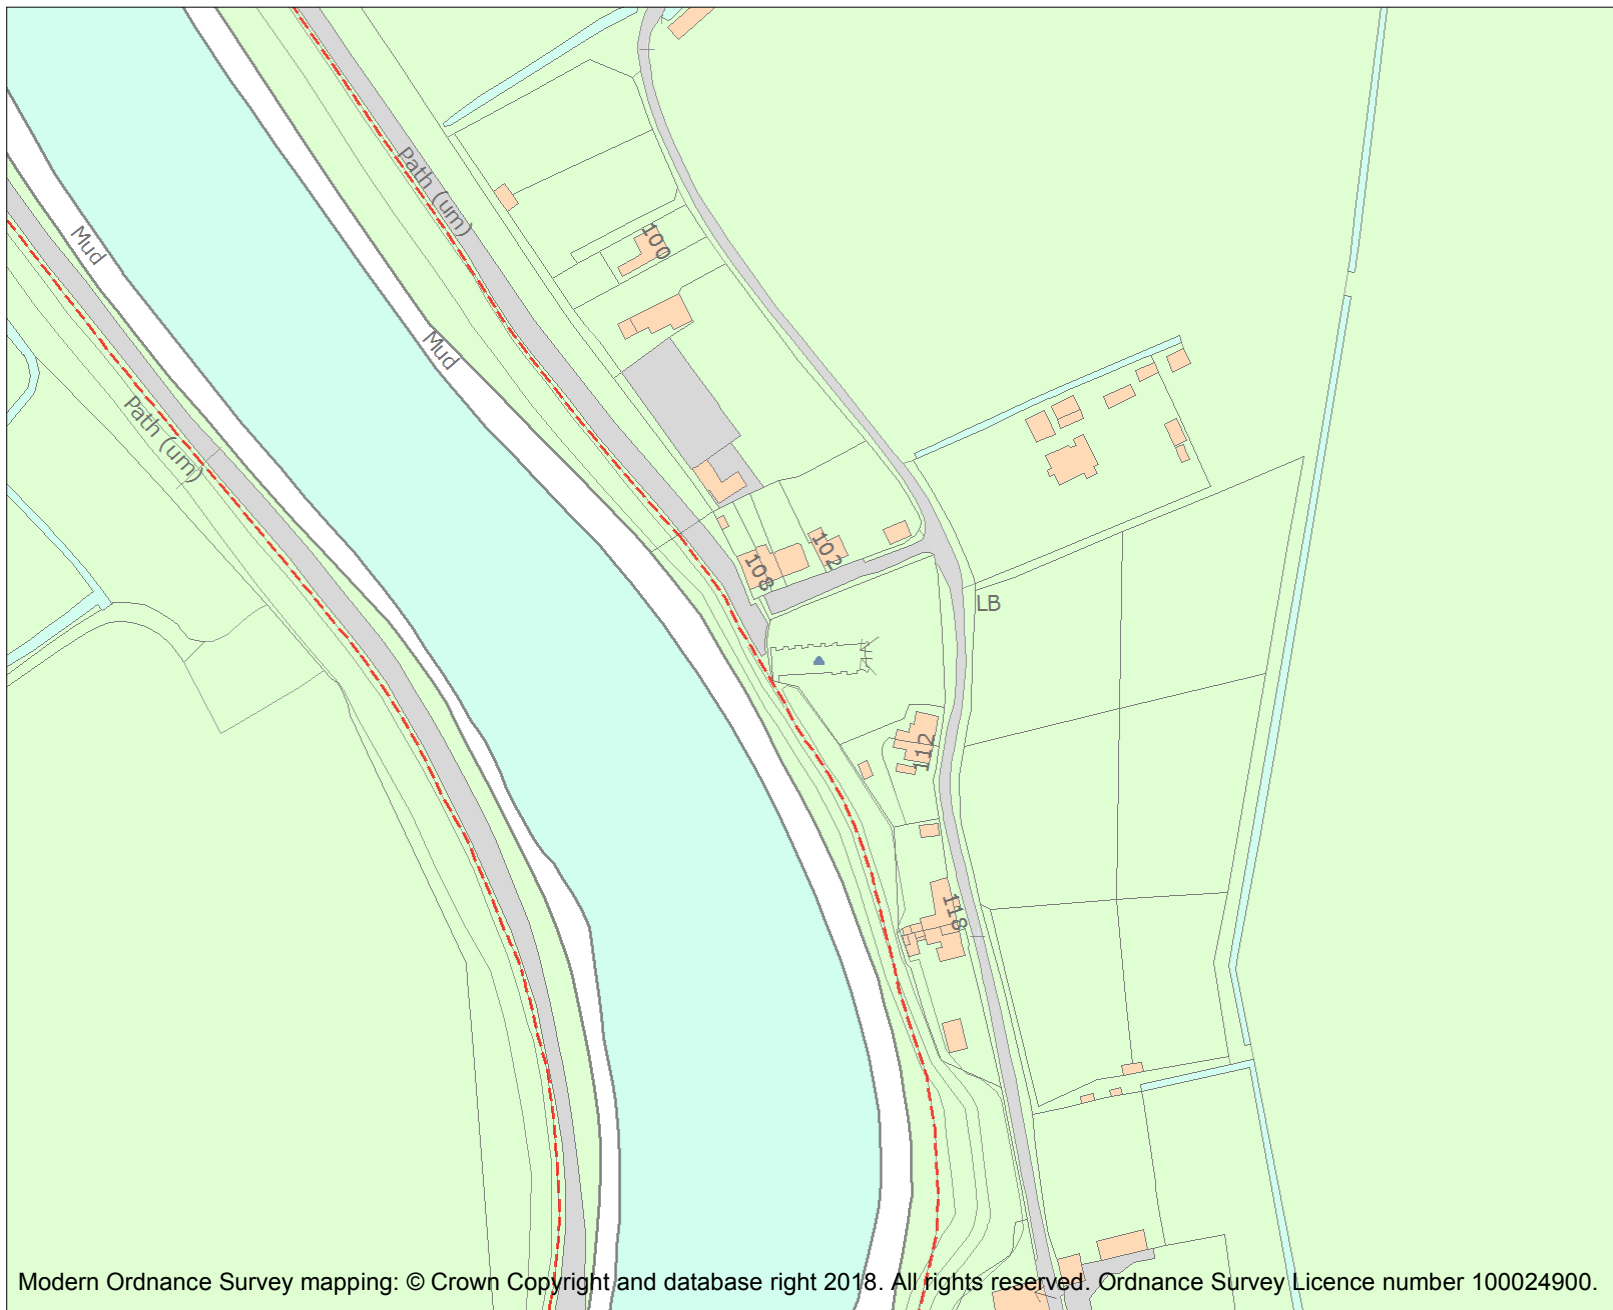 Path (um)
100
Mud
Mud
Path (um)
102
108
LB
112
118
Modern Ordnance Survey mapping: © Crown Copyright and database right 2018. All rights reserved. Ordnance Survey Licence number 100024900.